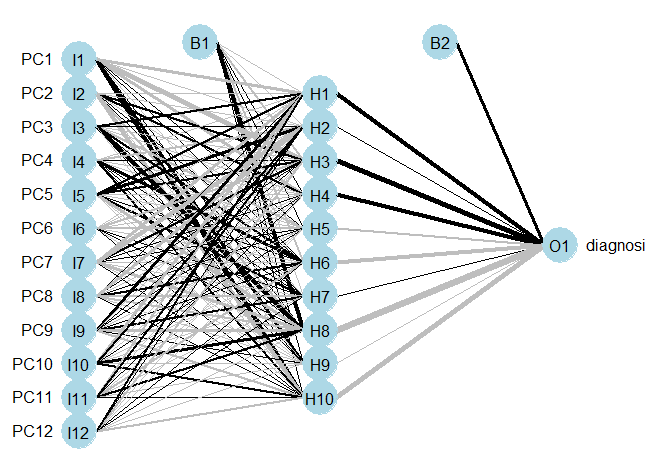 B1 B2
PC1 I1
PC2 I2 H1
PC3 I3 H2
PC4 I4 H3
PC5 I5 H4
PC6 I6 H5
O1 diagnosi
PC7 I7 H6
PC8 I8 H7
PC9 I9 H8
PC10 I10 H9
PC11 I11 H10
PC12 I12